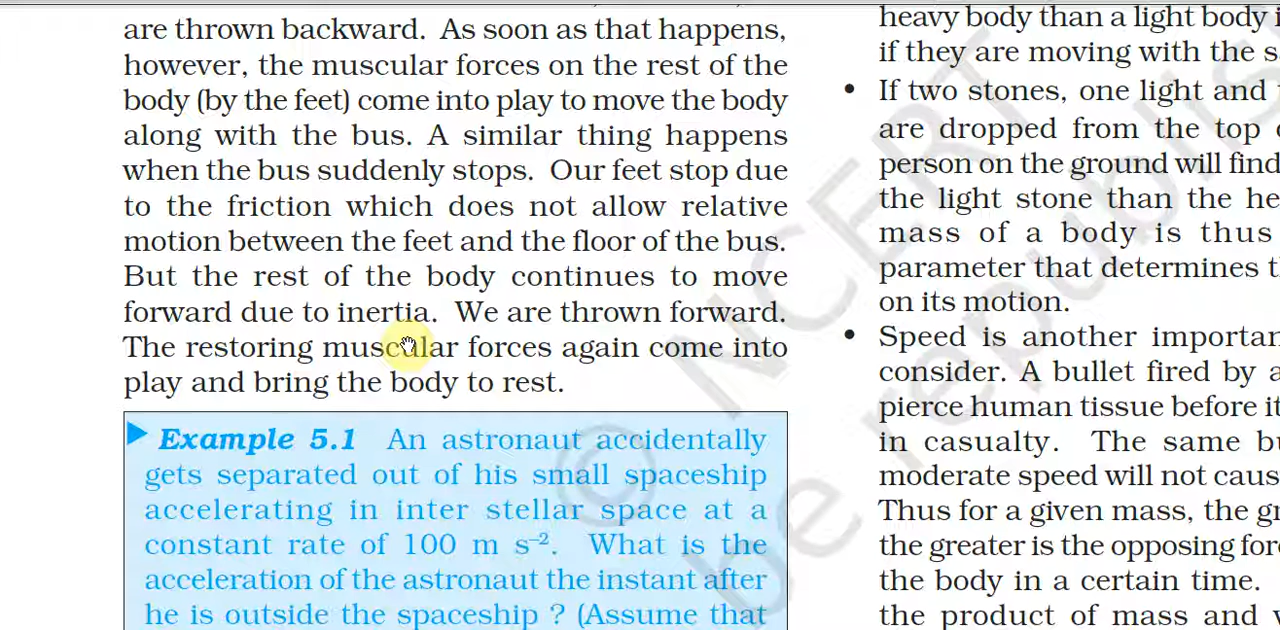 are thrown backward. As soon as that happens,
however, the muscular forces on the rest of the
body (by the feet) come into play to move the body
along with the bus. A similar thing happens
when the bus suddenly stops. Our feet stop due
to the friction which does not allow relative
motion between the feet and the floor of the bus.
But the rest of the body continues to move
forward due to inertia. We are thrown forward.
The restoring muscular forces again come into
play and bring the body to rest.
Example 5.1 An astronaut accidentally
gets separated out of his small spaceship
accelerating in inter stellar space at a
constant rate of 100 m s⁻². What is the
acceleration of the astronaut the instant after
he is outside the spaceship ? (Assume that
heavy body than a light body
if they are moving with the
• If two stones, one light and
are dropped from the top
person on the ground will find
the light stone than the
mass of a body is thus
parameter that determines
on its motion.
• Speed is another
consider. A bullet fired by
pierce human tissue before
in casualty. The same
moderate speed will not
Thus for a given mass, the
the greater is the opposing
the body in a certain time.
the product of mass and
© NCERT
be republis